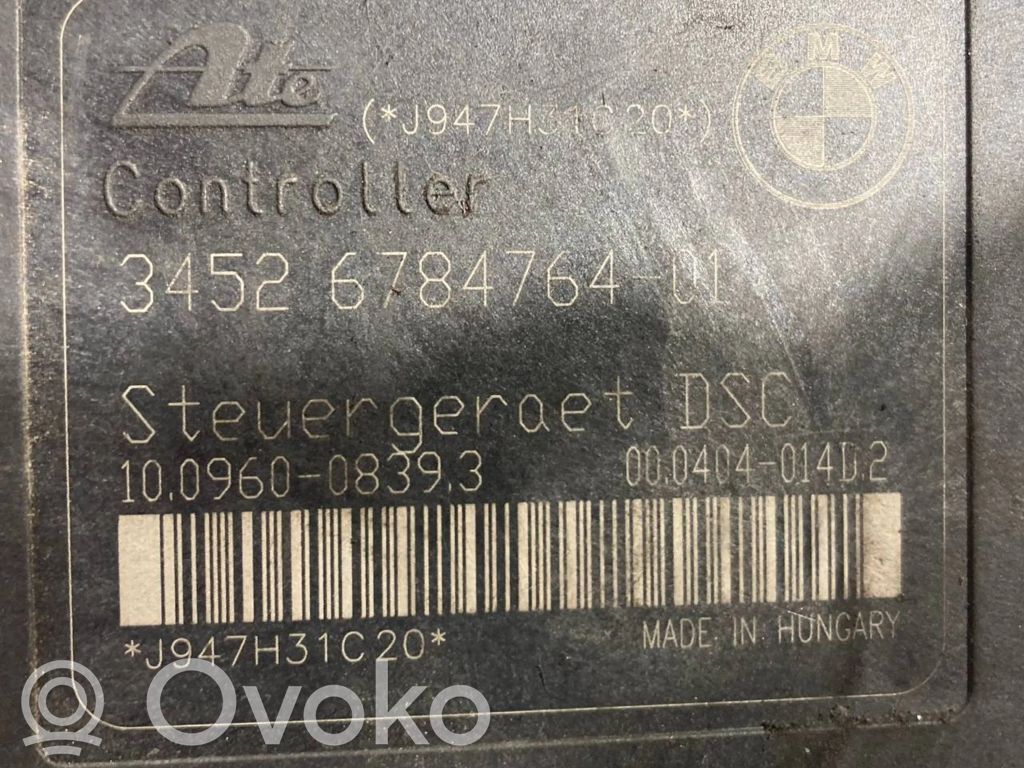 Ate (*J947H31C20*) BMW
Controller
3452 6784764-01
Steuergeraet DSC
10.0960-0839.3 00.0404-014D.2
*J947H31C20* MADE IN HUNGARY
Ovoko